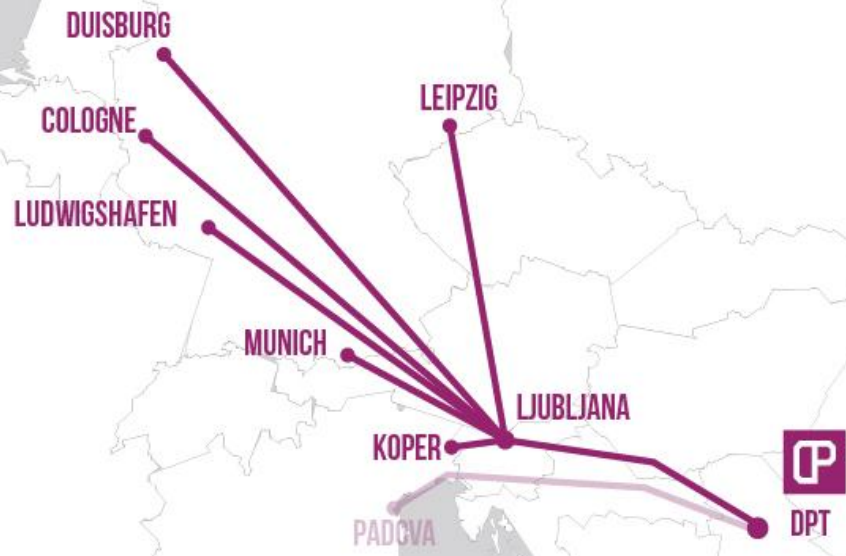 DUISBURG
LEIPZIG
COLOGNE
LUDWIGSHAFEN
MUNICH
LJUBLJANA
KOPER
DPT
PADOVA